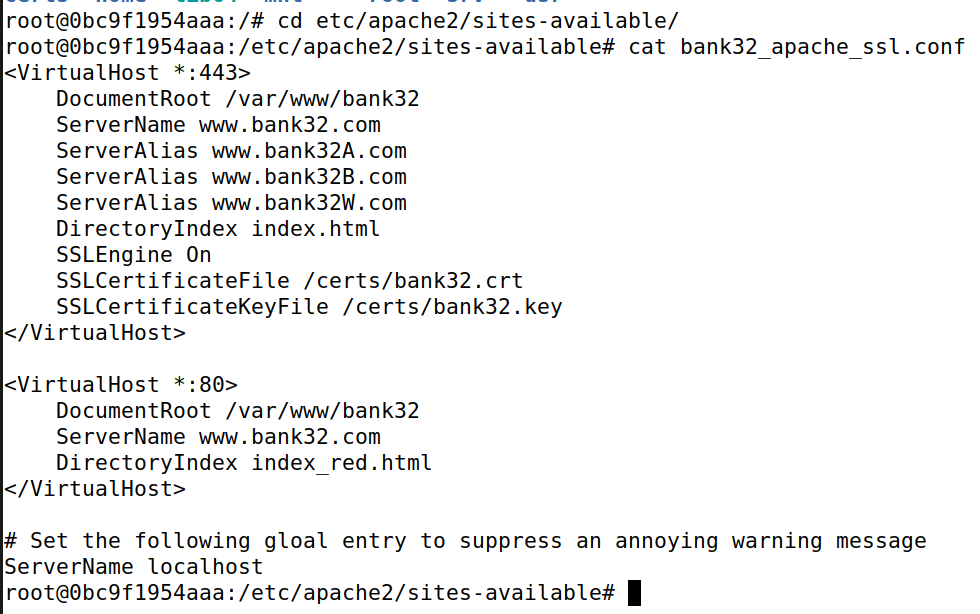 root@0bc9f1954aaa:/# cd etc/apache2/sites-available/
root@0bc9f1954aaa:/etc/apache2/sites-available# cat bank32_apache_ssl.conf
<VirtualHost *:443>
    DocumentRoot /var/www/bank32
    ServerName www.bank32.com
    ServerAlias www.bank32A.com
    ServerAlias www.bank32B.com
    ServerAlias www.bank32W.com
    DirectoryIndex index.html
    SSLEngine On
    SSLCertificateFile /certs/bank32.crt
    SSLCertificateKeyFile /certs/bank32.key
</VirtualHost>

<VirtualHost *:80>
    DocumentRoot /var/www/bank32
    ServerName www.bank32.com
    DirectoryIndex index_red.html
</VirtualHost>

# Set the following gloal entry to suppress an annoying warning message
ServerName localhost
root@0bc9f1954aaa:/etc/apache2/sites-available#